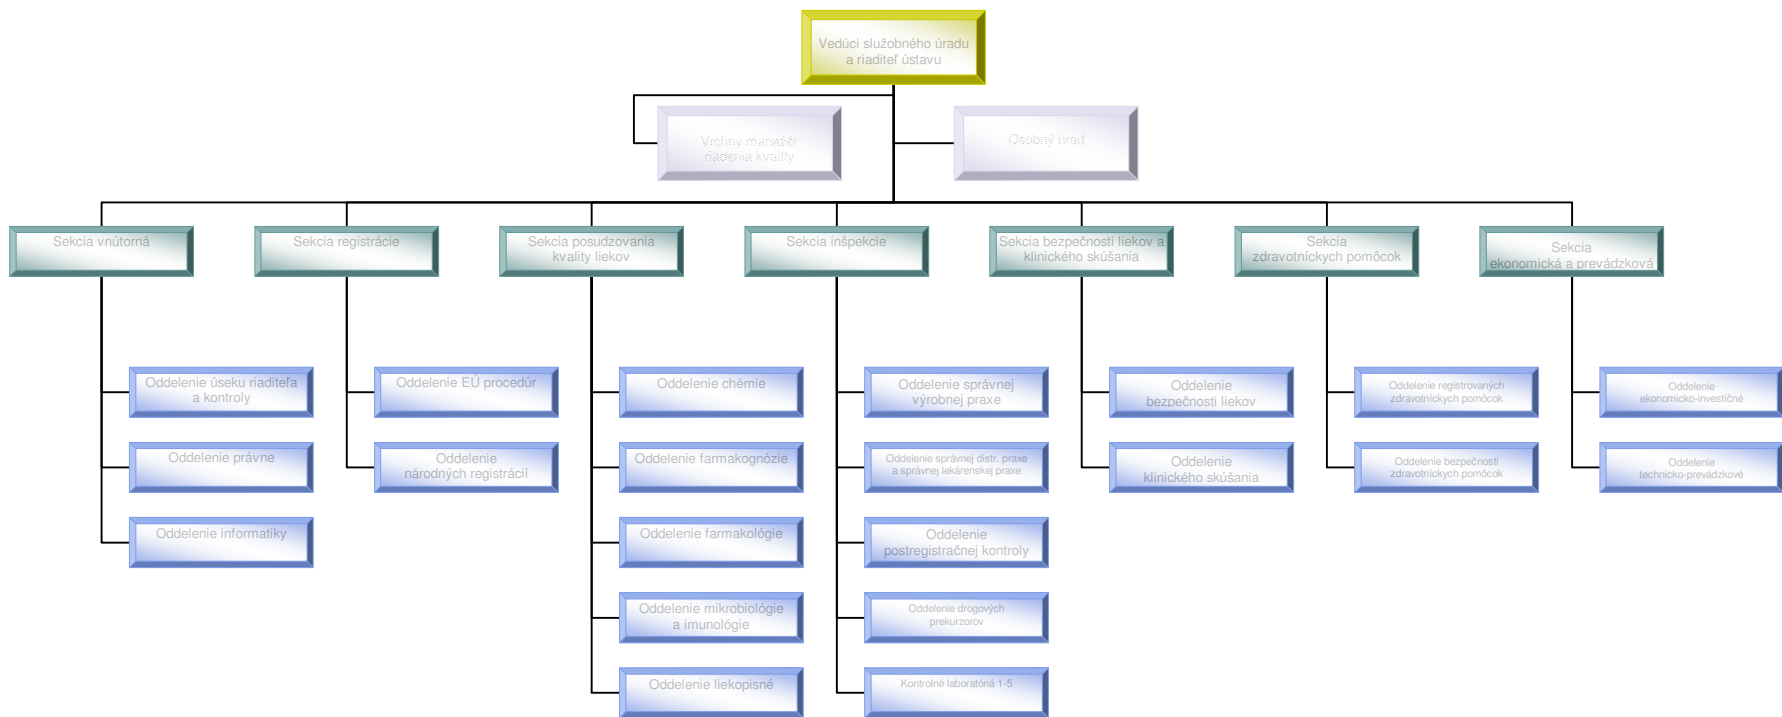 Vedúci služobného úradu
a riaditeľ ústavu
Vrchny manažér
riadenia kvality
Osobný úrad
Sekcia vnútorná
Sekcia registrácie
Sekcia posudzovania
kvality liekov
Sekcia inšpekcie
Sekcia bezpečnosti liekov a
klinického skúšania
Sekcia
zdravotníckych pomôcok
Sekcia
ekonomická a prevádzková
Oddelenie úseku riaditeľa
a kontroly
Oddelenie právne
Oddelenie informatiky
Oddelenie EÚ procedúr
Oddelenie
národných registrácií
Oddelenie chémie
Oddelenie farmakognózie
Oddelenie farmakológie
Oddelenie mikrobiológie
a imunológie
Oddelenie liekopisné
Oddelenie správnej
výrobnej praxe
Oddelenie správnej distr. praxe
a správnej lekárenskej praxe
Oddelenie
postregistračnej kontroly
Oddelenie drogových
prekurzorov
Kontrolné laboratóriá 1-5
Oddelenie
bezpečnosti liekov
Oddelenie
klinického skúšania
Oddelenie registrovaných
zdravotníckych pomôcok
Oddelenie bezpečnosti
zdravotníckych pomôcok
Oddelenie
ekonomicko-investičné
Oddelenie
technicko-prevádzkové